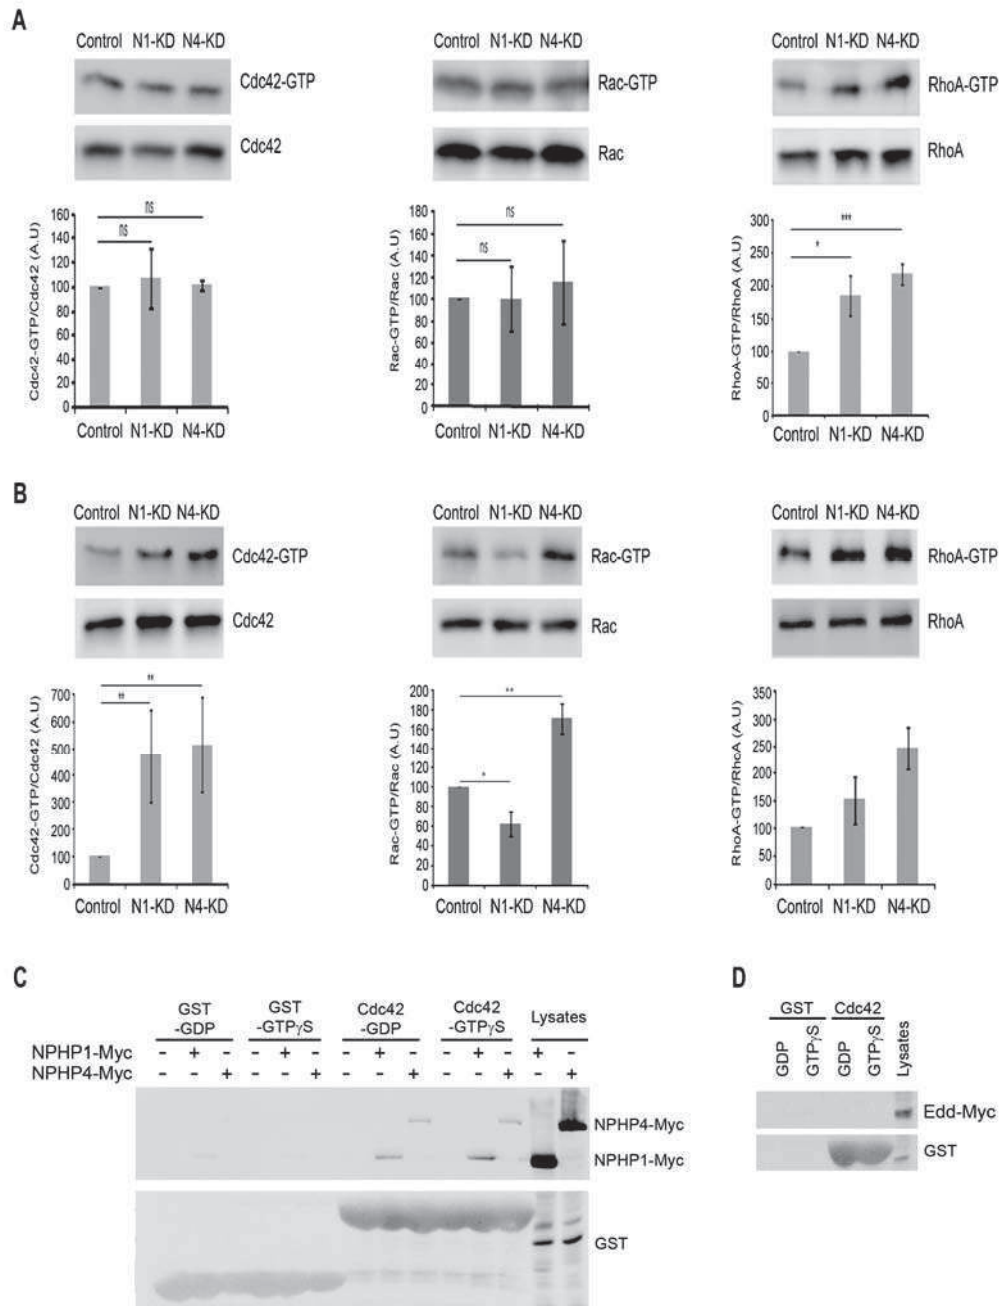 A
Control N1-KD N4-KD
Cdc42-GTP
Cdc42
160
140
120
100
80
60
40
20
0
Cdc42-GTP/Cdc42 (A.U)
ns
ns
Control N1-KD N4-KD
Control N1-KD N4-KD
Rac-GTP
Rac
180
160
140
120
100
80
60
40
20
0
Rac-GTP/Rac (A.U)
ns
ns
Control N1-KD N4-KD
Control N1-KD N4-KD
RhoA-GTP
RhoA
300
250
200
150
100
50
0
RhoA-GTP/RhoA (A.U)
***
*
Control N1-KD N4-KD
B
Control N1-KD N4-KD
Cdc42-GTP
Cdc42
700
600
500
400
300
200
100
0
Cdc42-GTP/Cdc42 (A.U)
**
**
Control N1-KD N4-KD
Control N1-KD N4-KD
Rac-GTP
Rac
200
180
160
140
120
100
80
60
40
20
0
Rac-GTP/Rac (A.U)
**
*
Control N1-KD N4-KD
Control N1-KD N4-KD
RhoA-GTP
RhoA
350
300
250
200
150
100
50
0
RhoA-GTP/RhoA (A.U)
Control N1-KD N4-KD
C
GST GST Cdc42 Cdc42 Lysates
-GDP -GTPγS -GDP -GTPγS
NPHP1-Myc - + - - + - - + - - + - + -
NPHP4-Myc - - + - - + - - + - - + - +
NPHP4-Myc
NPHP1-Myc
GST
D
GST Cdc42
GDP GTPγS GDP GTPγS Lysates
Edd-Myc
GST